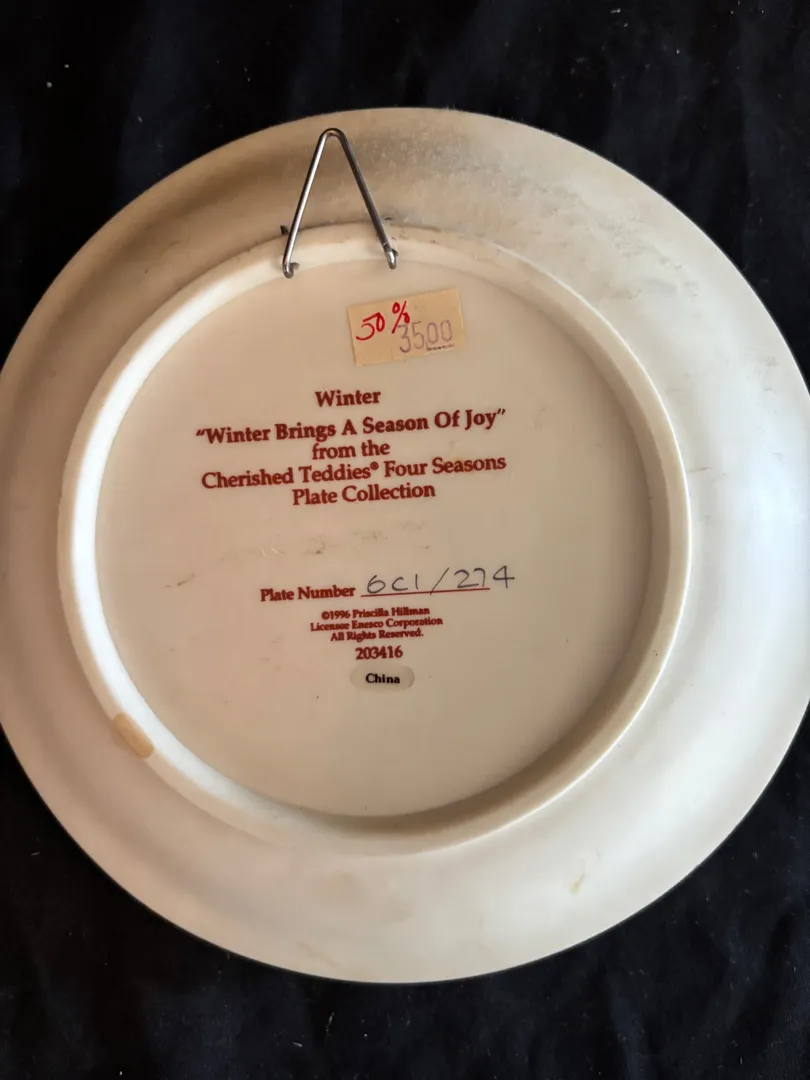 50%
35.00
Winter
“Winter Brings A Season Of Joy”
from the
Cherished Teddies® Four Seasons
Plate Collection
Plate Number 6C1/274
©1996 Priscilla Hillman
Licensee Enesco Corporation
All Rights Reserved.
203416
China